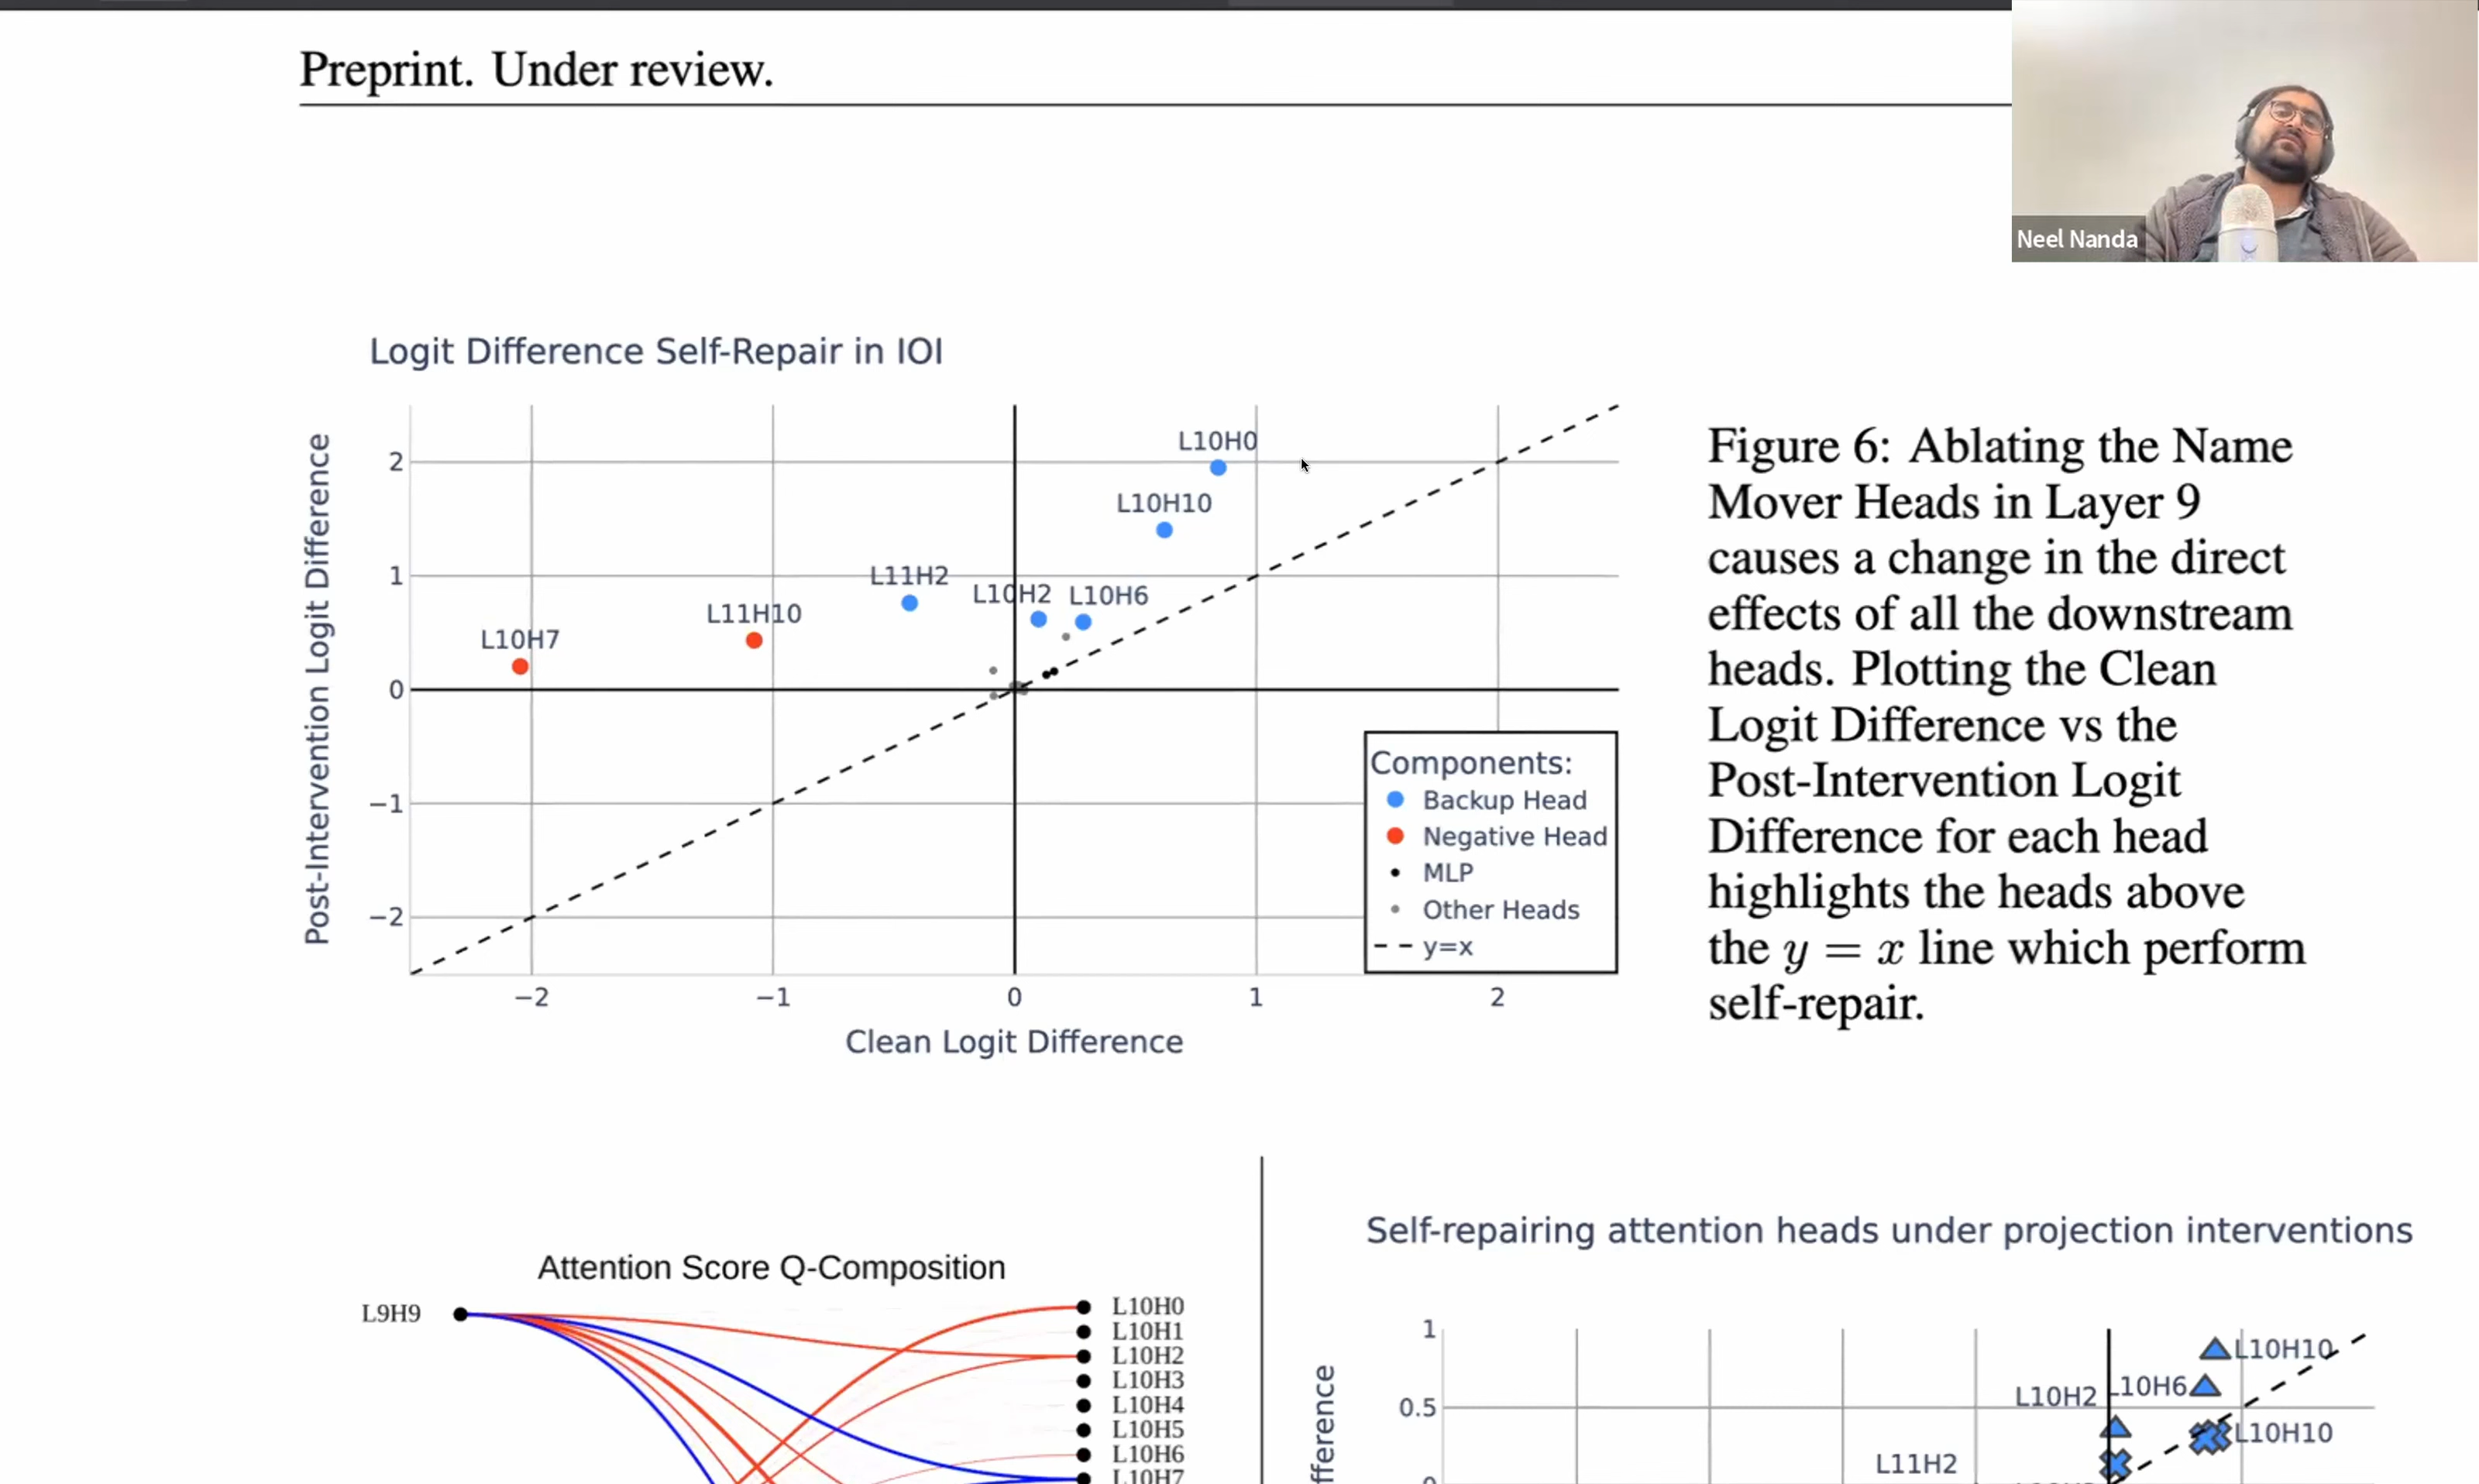 Preprint. Under review.
Neel Nanda
Logit Difference Self-Repair in IOI
Post-Intervention Logit Difference
2
1
0
−1
−2
L10H0
L10H10
L11H2
L10H2
L10H6
L11H10
L10H7
Components:
Backup Head
Negative Head
MLP
Other Heads
y=x
−2
−1
0
1
2
Clean Logit Difference
Figure 6: Ablating the Name
Mover Heads in Layer 9
causes a change in the direct
effects of all the downstream
heads. Plotting the Clean
Logit Difference vs the
Post-Intervention Logit
Difference for each head
highlights the heads above
the y = x line which perform
self-repair.
Attention Score Q-Composition
L9H9
L10H0
L10H1
L10H2
L10H3
L10H4
L10H5
L10H6
L10H7
Self-repairing attention heads under projection interventions
fference
1
0.5
L10H10
L10H6
L10H2
L10H10
L11H2